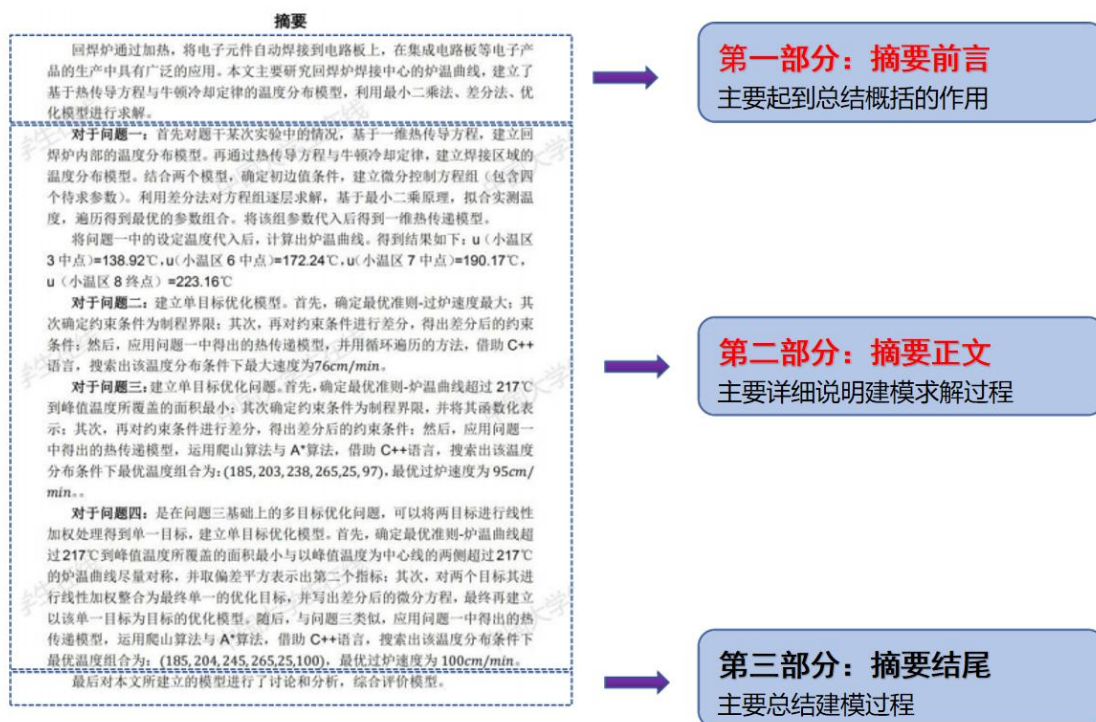 摘要
回焊炉通过加热，将电子元件自动焊接到电路板上，在集成电路板等电子产
品的生产中具有广泛的应用。本文主要研究回焊炉焊接中心的炉温曲线，建立了
基于热传导方程与牛顿冷却定律的温度分布模型，利用最小二乘法、差分法、优
化模型进行求解。
对于问题一：首先对题干某次实验中的情况，基于一维热传导方程，建立回
焊炉内部的温度分布模型。再通过热传导方程与牛顿冷却定律，建立焊接区域的
温度分布模型。结合两个模型，确定初边值条件，建立微分控制方程组（包含四
个待求参数）。利用差分法对方程组逐层求解，基于最小二乘原理，拟合实测温
度，遍历得到最优的参数组合。将该组参数代入后得到一维热传递模型。
将问题一中的设定温度代入后，计算出炉温曲线。得到结果如下：u（小温区
3 中点）=138.92℃，u（小温区 6 中点）=172.24℃，u（小温区 7 中点）=190.17℃，
u（小温区 8 终点）=223.16℃
对于问题二：建立单目标优化模型。首先，确定最优准则-过炉速度最大；其
次确定约束条件为制程界限；其次，再对约束条件进行差分，得出差分后的约束
条件；然后，应用问题一中得出的热传递模型，并用循环遍历的方法，借助 C++
语言，搜索出该温度分布条件下最大速度为76cm/min。
对于问题三：建立单目标优化问题。首先，确定最优准则-炉温曲线超过 217℃
到峰值温度所覆盖的面积最小；其次确定约束条件为制程界限，并将其函数化表
示；其次，再对约束条件进行差分，得出差分后的约束条件；然后，应用问题一
中得出的热传递模型，运用爬山算法与 A*算法，借助 C++语言，搜索出该温度
分布条件下最优温度组合为：(185,203,238,265,25,97)，最优过炉速度为 95cm/
min。。
对于问题四：是在问题三基础上的多目标优化问题，可以将两目标进行线性
加权处理得到单一目标，建立单目标优化模型。首先，确定最优准则-炉温曲线超
过217℃到峰值温度所覆盖的面积最小与以峰值温度为中心线的两侧超过217℃
的炉温曲线尽量对称，并取偏差平方表示出第二个指标；其次，对两个目标其进
行线性加权整合为最终单一的优化目标，并写出差分后的微分方程，最终再建立
以该单一目标为目标的优化模型。随后，与问题三类似，应用问题一中得出的热
传递模型，运用爬山算法与 A*算法，借助 C++语言，搜索出该温度分布条件下
最优温度组合为：(185,204,245,265,25,100)，最优过炉速度为 100cm/min。
最后对本文所建立的模型进行了讨论和分析，综合评价模型。
第一部分：摘要前言
主要起到总结概括的作用
第二部分：摘要正文
主要详细说明建模求解过程
第三部分：摘要结尾
主要总结建模过程